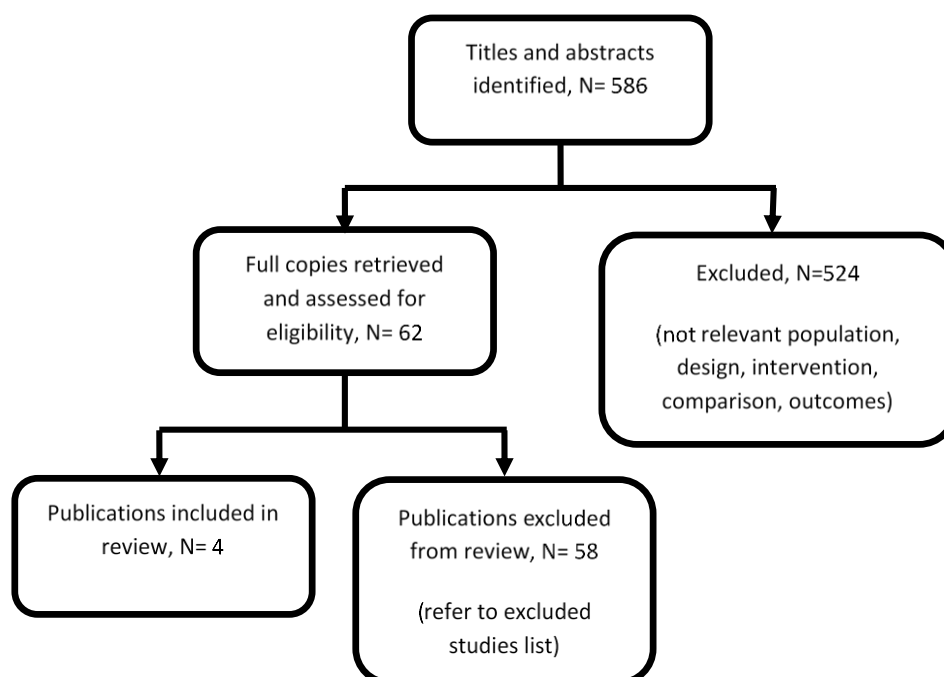 Titles and abstracts
identified, N= 586
Full copies retrieved
and assessed for
eligibility, N= 62
Excluded, N=524
(not relevant population,
design, intervention,
comparison, outcomes)
Publications included in
review, N= 4
Publications excluded
from review, N= 58
(refer to excluded
studies list)